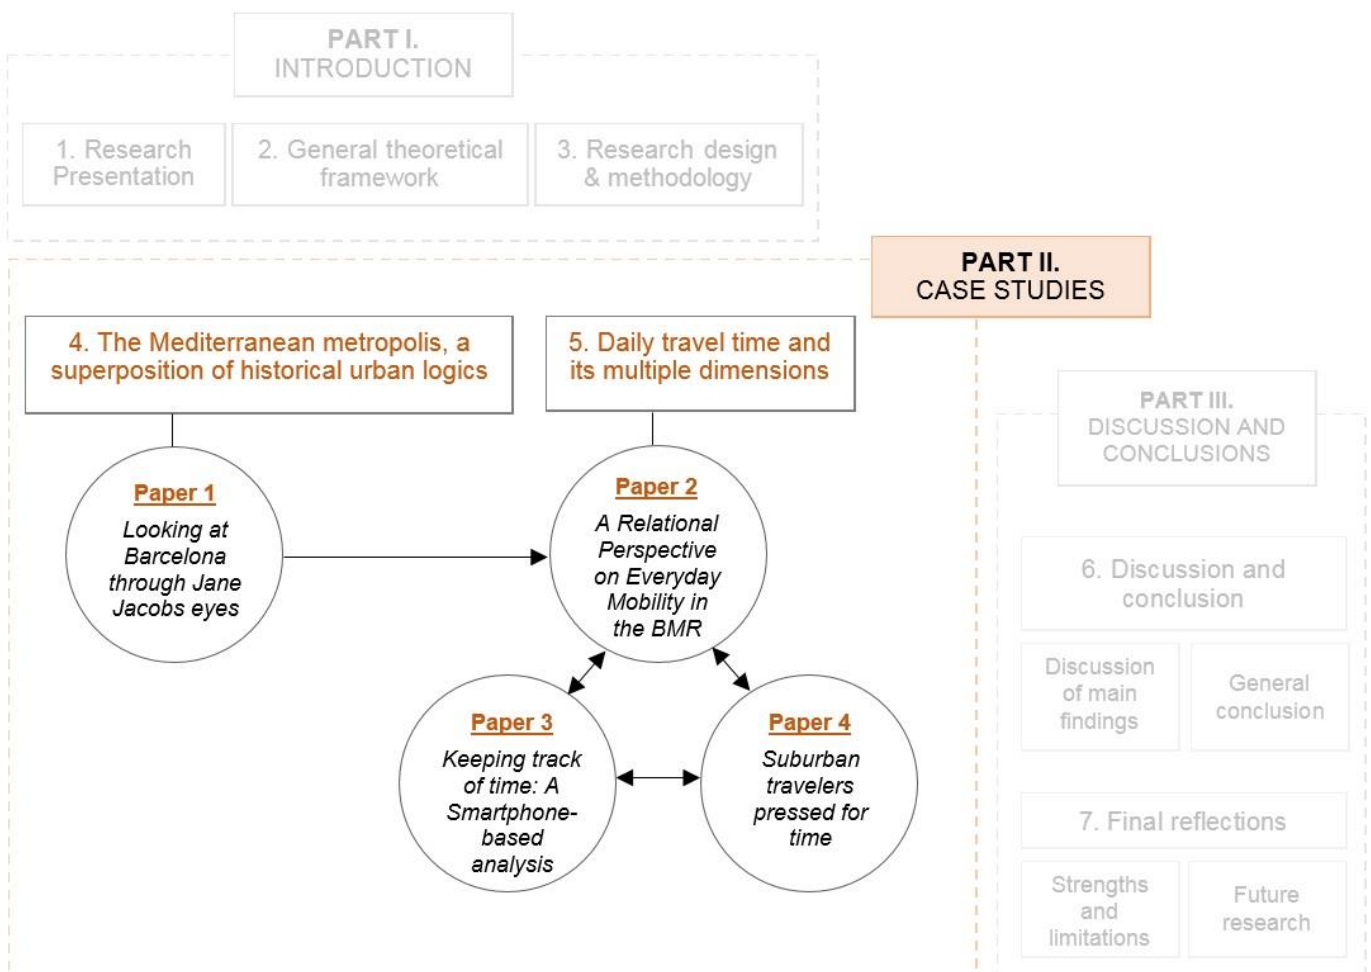 PART I.
INTRODUCTION
1. Research
Presentation
2. General theoretical
framework
3. Research design
& methodology
PART II.
CASE STUDIES
4. The Mediterranean metropolis, a
superposition of historical urban logics
5. Daily travel time and
its multiple dimensions
Paper 1
Looking at
Barcelona
through Jane
Jacobs eyes
Paper 2
A Relational
Perspective
on Everyday
Mobility in
the BMR
Paper 3
Keeping track
of time: A
Smartphone-
based
analysis
Paper 4
Suburban
travelers
pressed for
time
PART III.
DISCUSSION AND
CONCLUSIONS
6. Discussion and
conclusion
Discussion
of main
findings
General
conclusion
7. Final reflections
Strengths
and
limitations
Future
research